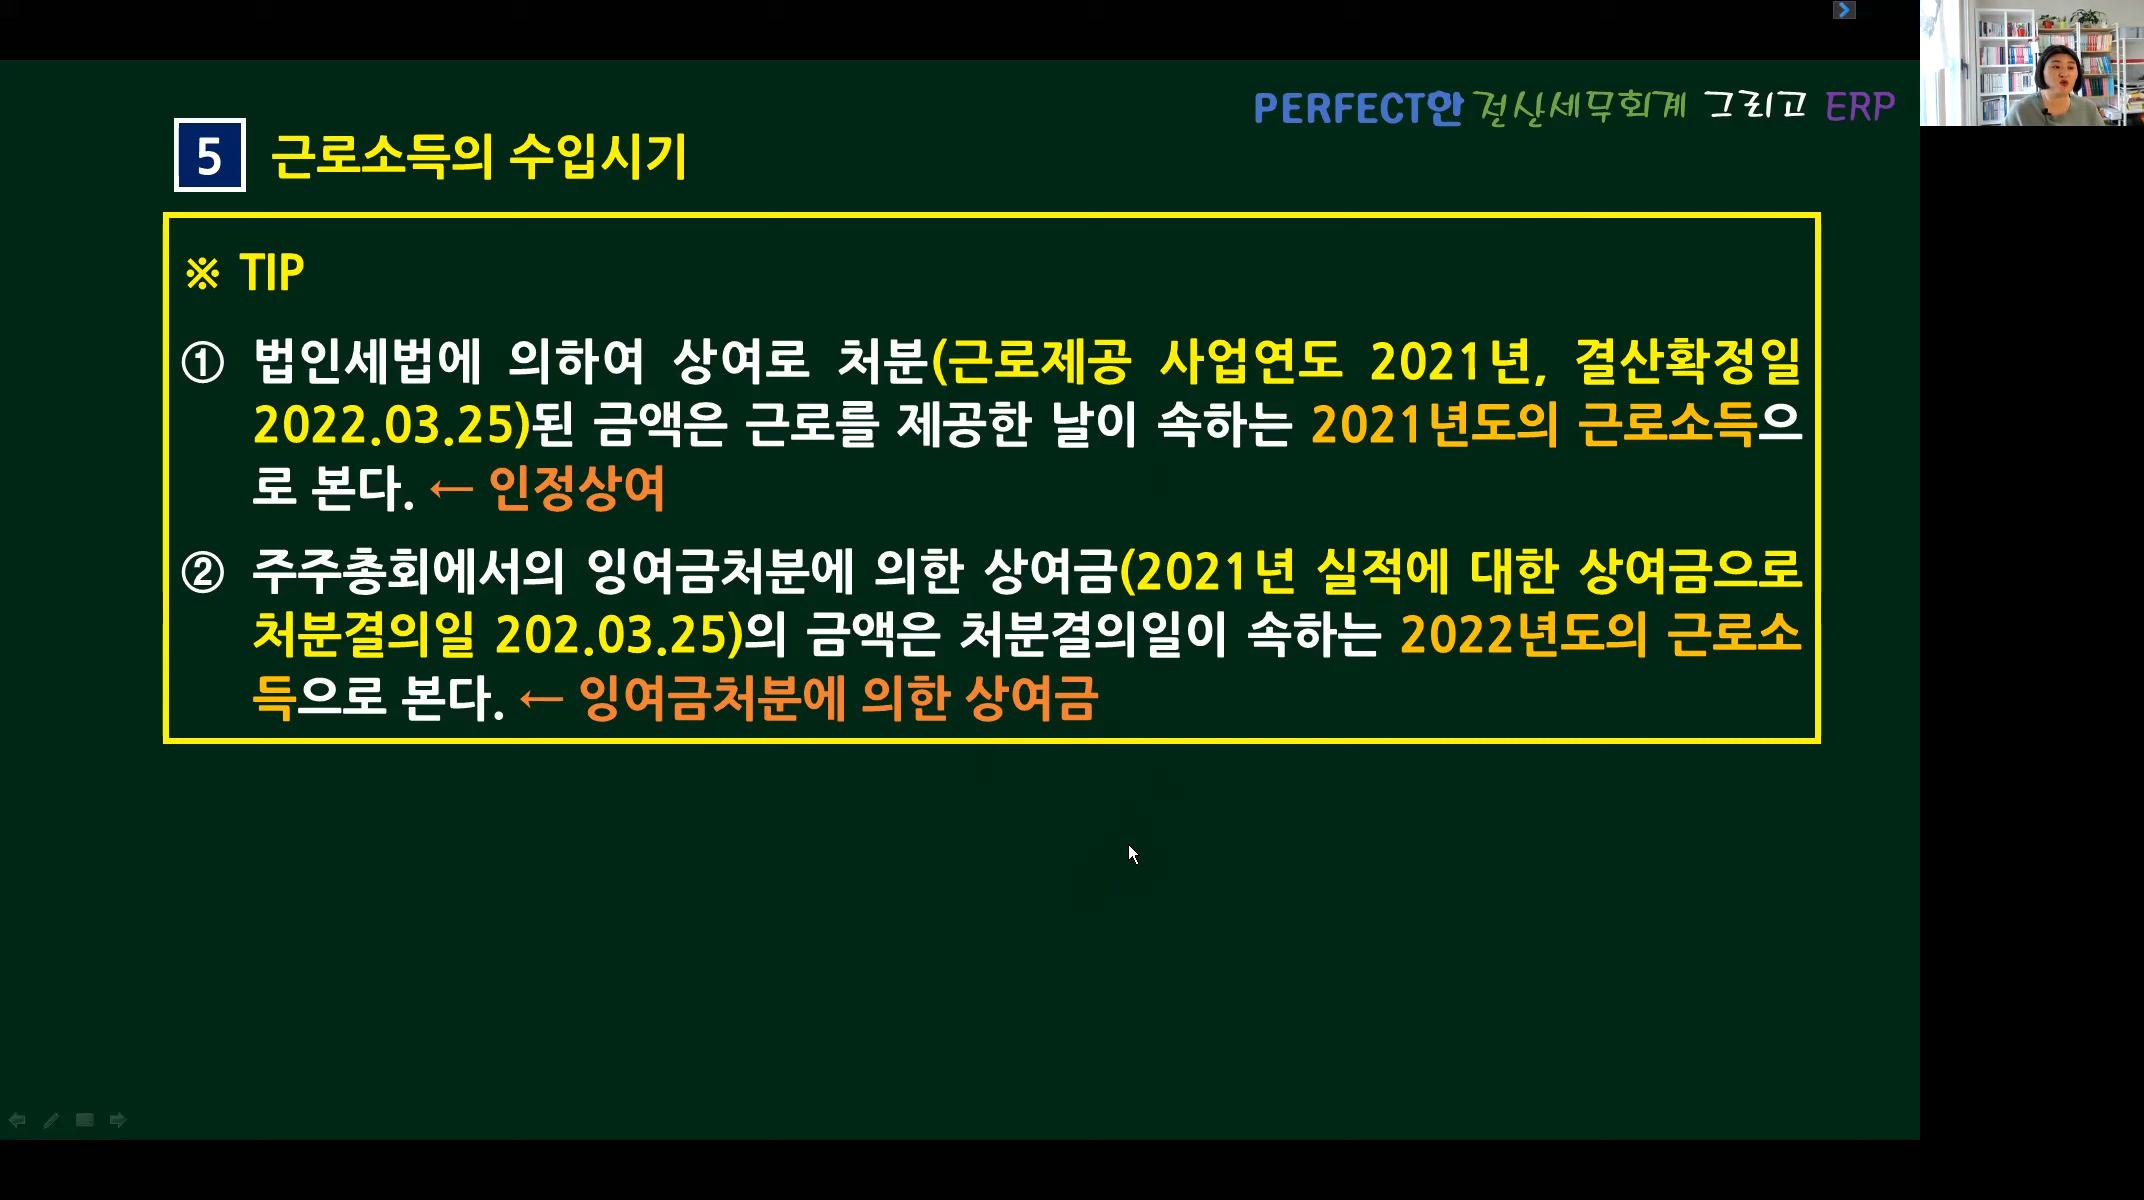 PERFECT한 전산세무회계 그리고 ERP
5 근로소득의 수입시기
※ TIP
① 법인세법에 의하여 상여로 처분(근로제공 사업연도 2021년, 결산확정일
2022.03.25)된 금액은 근로를 제공한 날이 속하는 2021년도의 근로소득으
로 본다. ← 인정상여
② 주주총회에서의 잉여금처분에 의한 상여금(2021년 실적에 대한 상여금으로
처분결의일 202.03.25)의 금액은 처분결의일이 속하는 2022년도의 근로소
득으로 본다. ← 잉여금처분에 의한 상여금